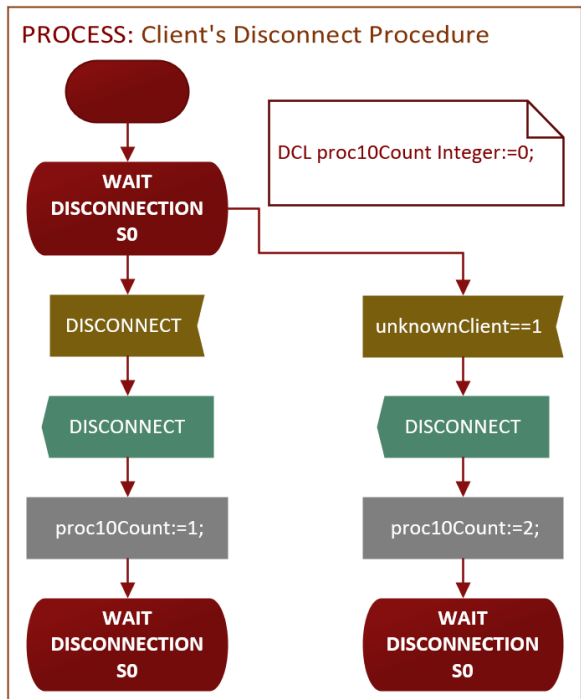 PROCESS: Client's Disconnect Procedure
DCL proc10Count Integer:=0;
WAIT
DISCONNECTION
S0
DISCONNECT
unknownClient==1
DISCONNECT
DISCONNECT
proc10Count:=1;
proc10Count:=2;
WAIT
DISCONNECTION
S0
WAIT
DISCONNECTION
S0